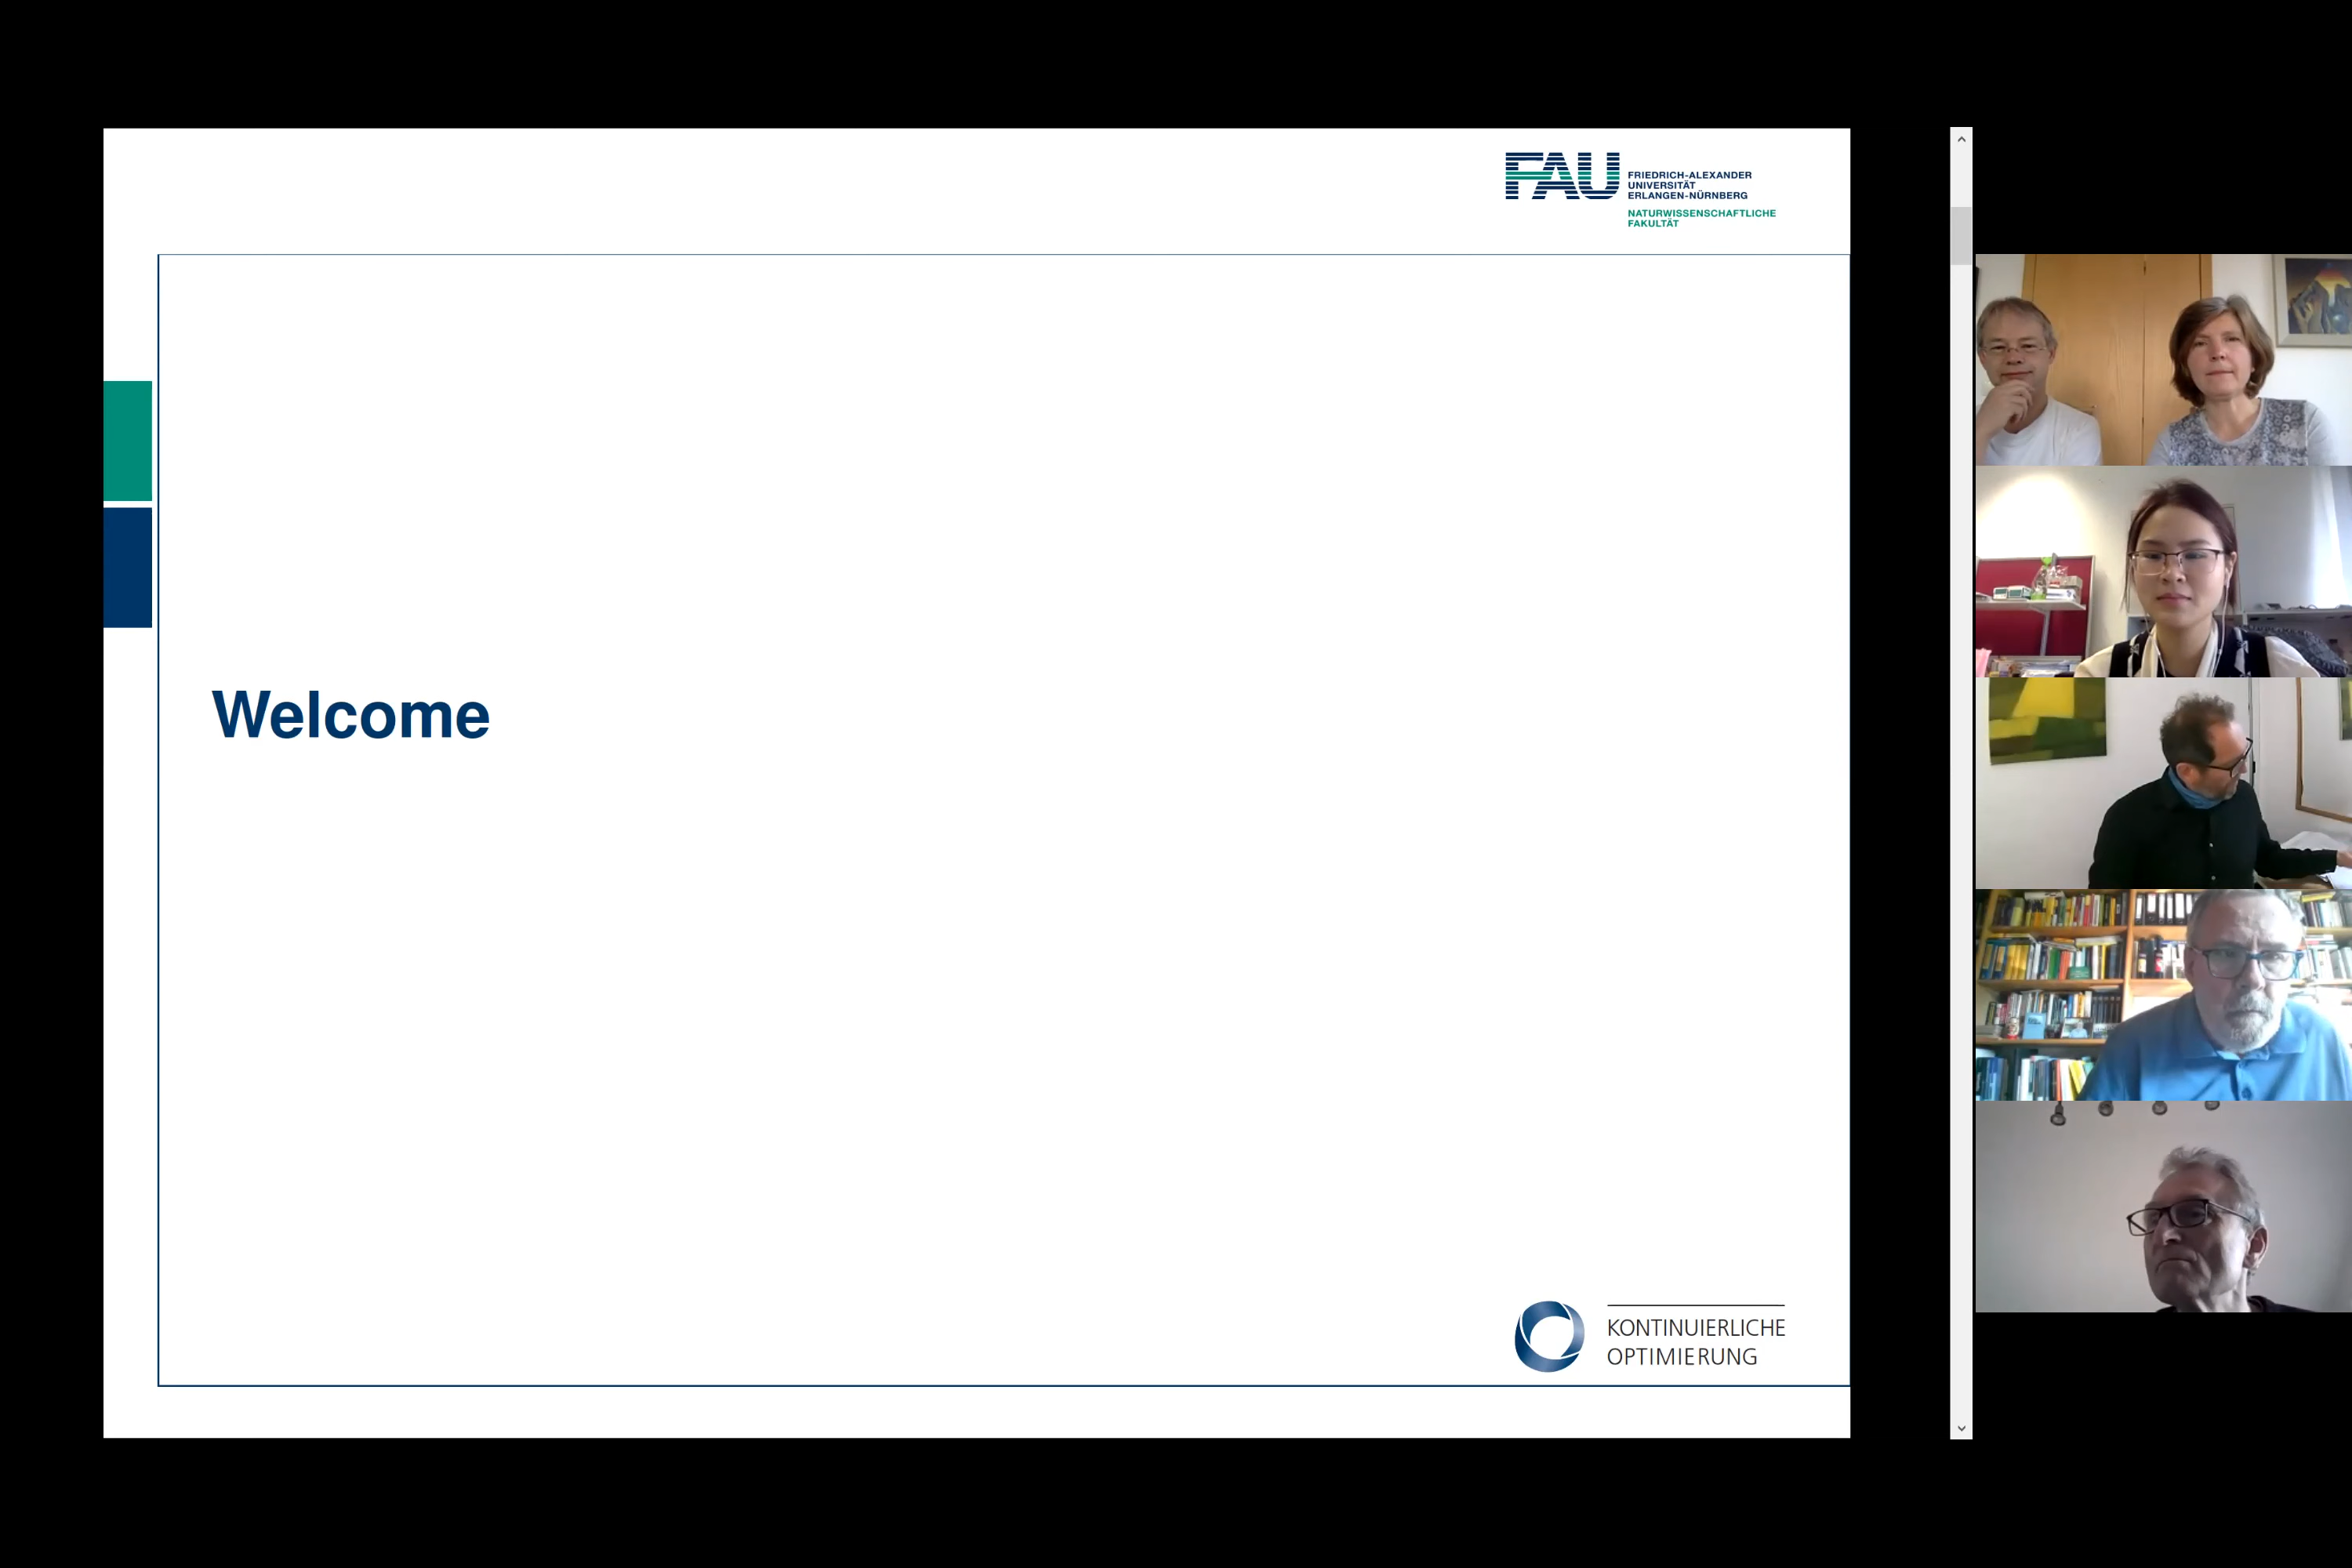 FAU
FRIEDRICH-ALEXANDER
UNIVERSITÄT
ERLANGEN-NÜRNBERG
NATURWISSENSCHAFTLICHE
FAKULTÄT
Welcome
KONTINUIERLICHE
OPTIMIERUNG